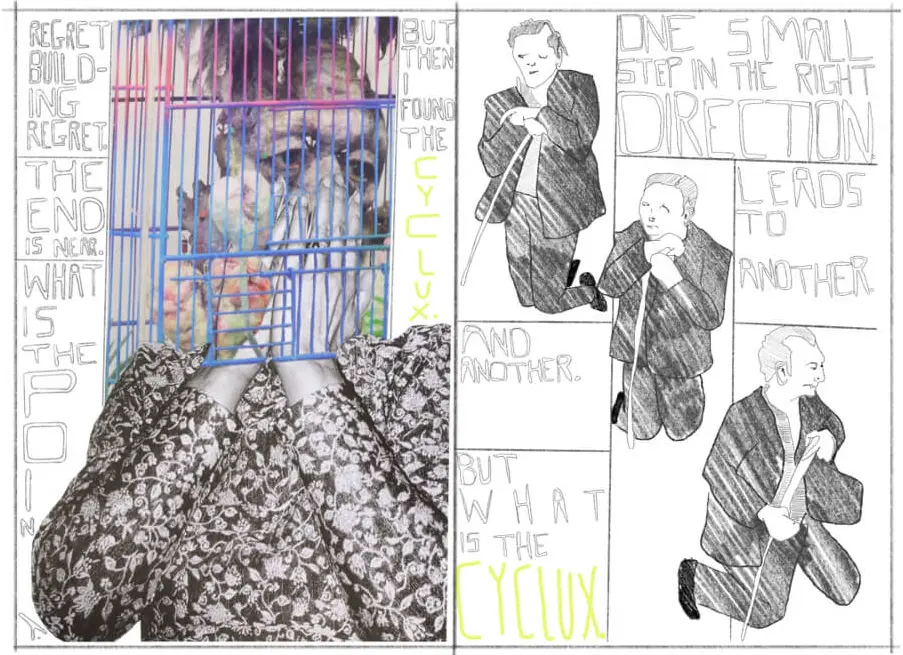 REGRET
BUILD-
ING
REGRET.
THE
END
IS NEAR.
WHAT
IS
THE
P
O
I
N
BUT
THEN
I
FOUND
THE
C
Y
C
L
U
X.
ONE SMALL
STEP IN THE RIGHT
DIRECTION
LEADS
TO
ANOTHER.
AND
ANOTHER.
BUT
WHAT
IS THE
CYCLUX.